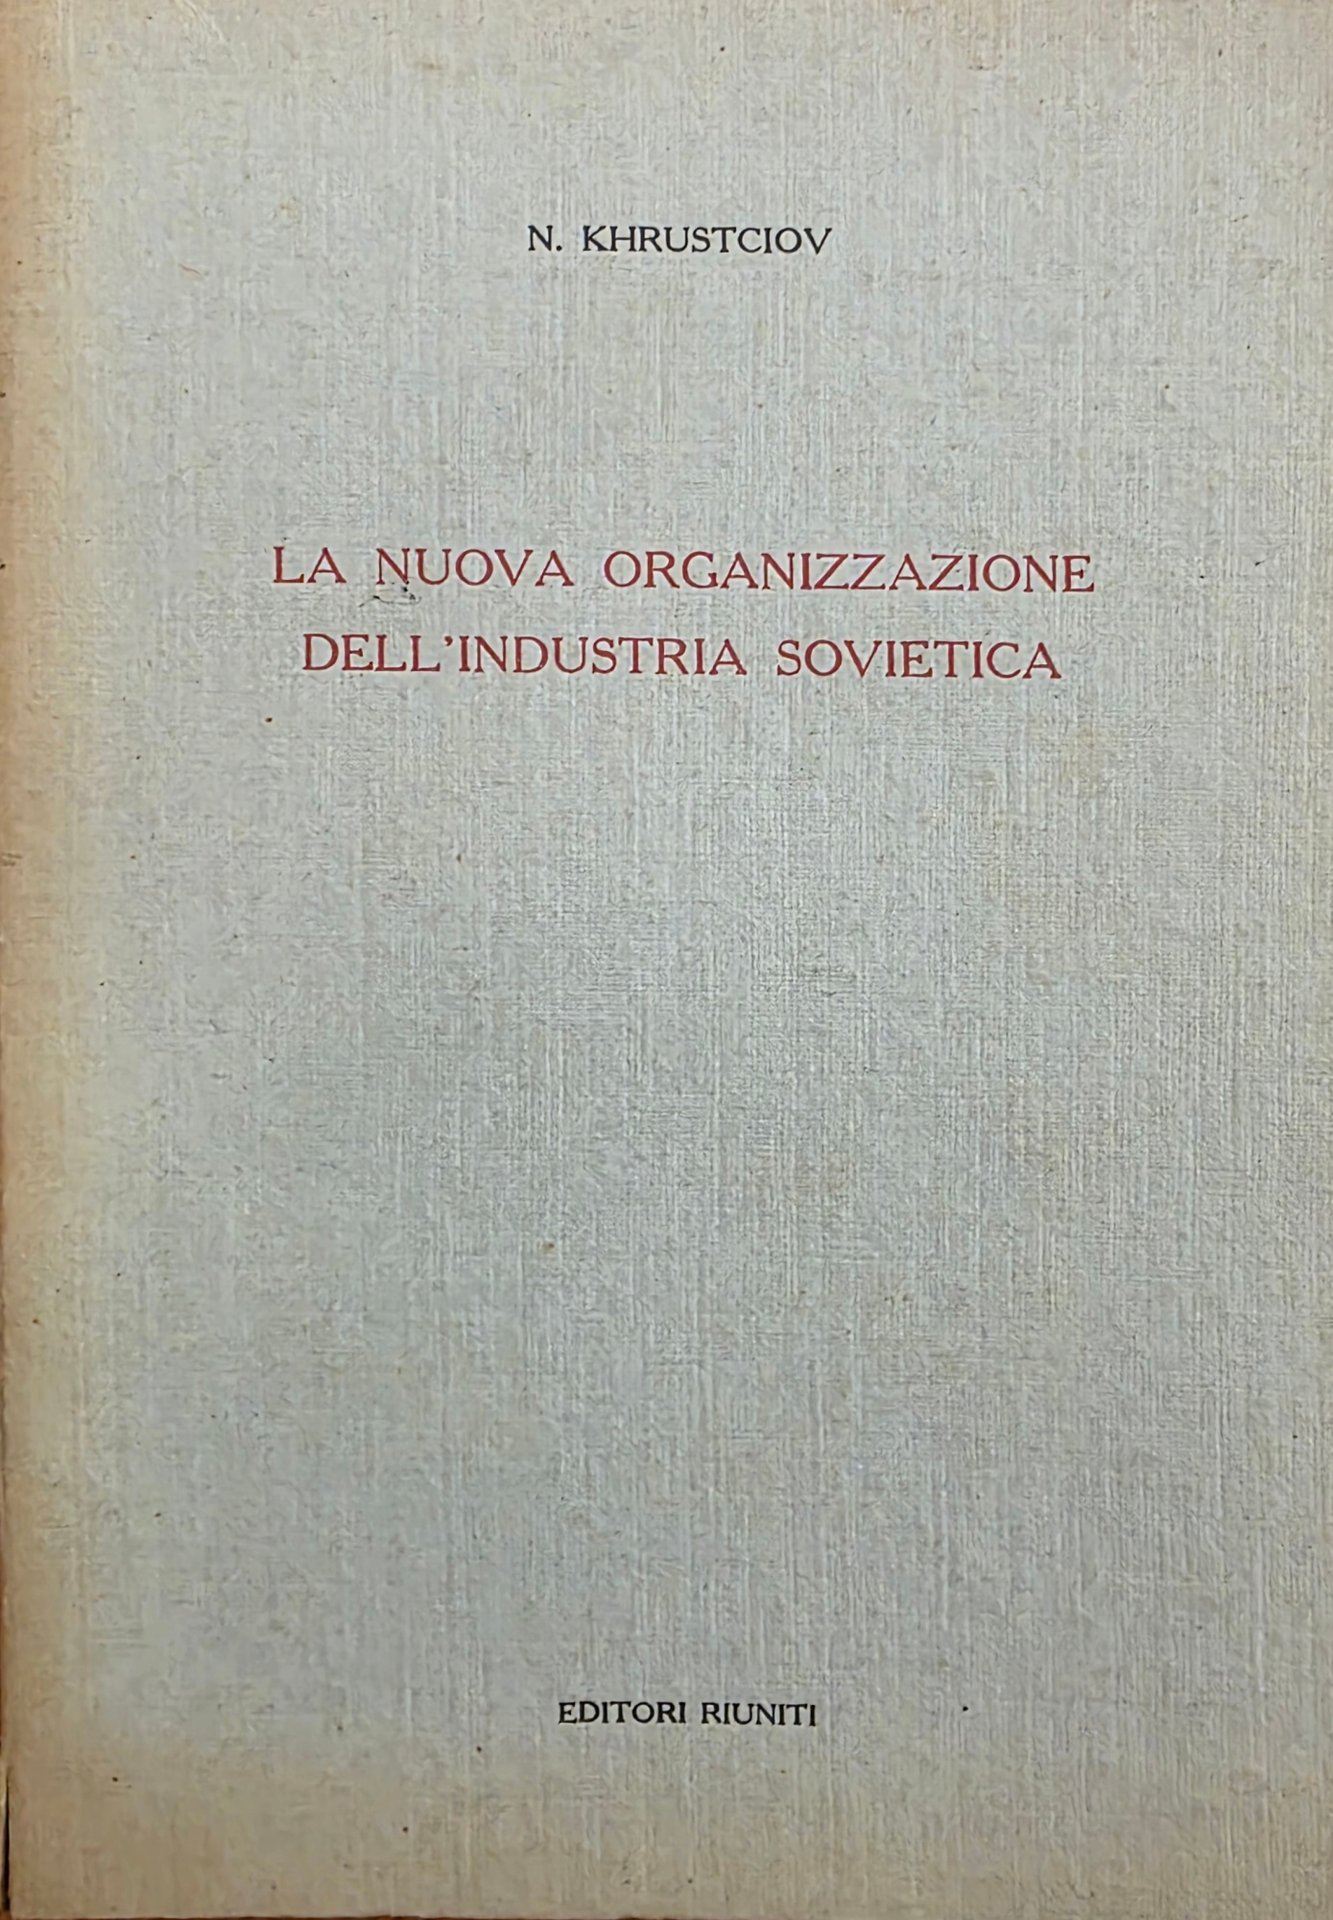 N. KHRUSTCIOV
LA NUOVA ORGANIZZAZIONE
DELL'INDUSTRIA SOVIETICA
EDITORI RIUNITI